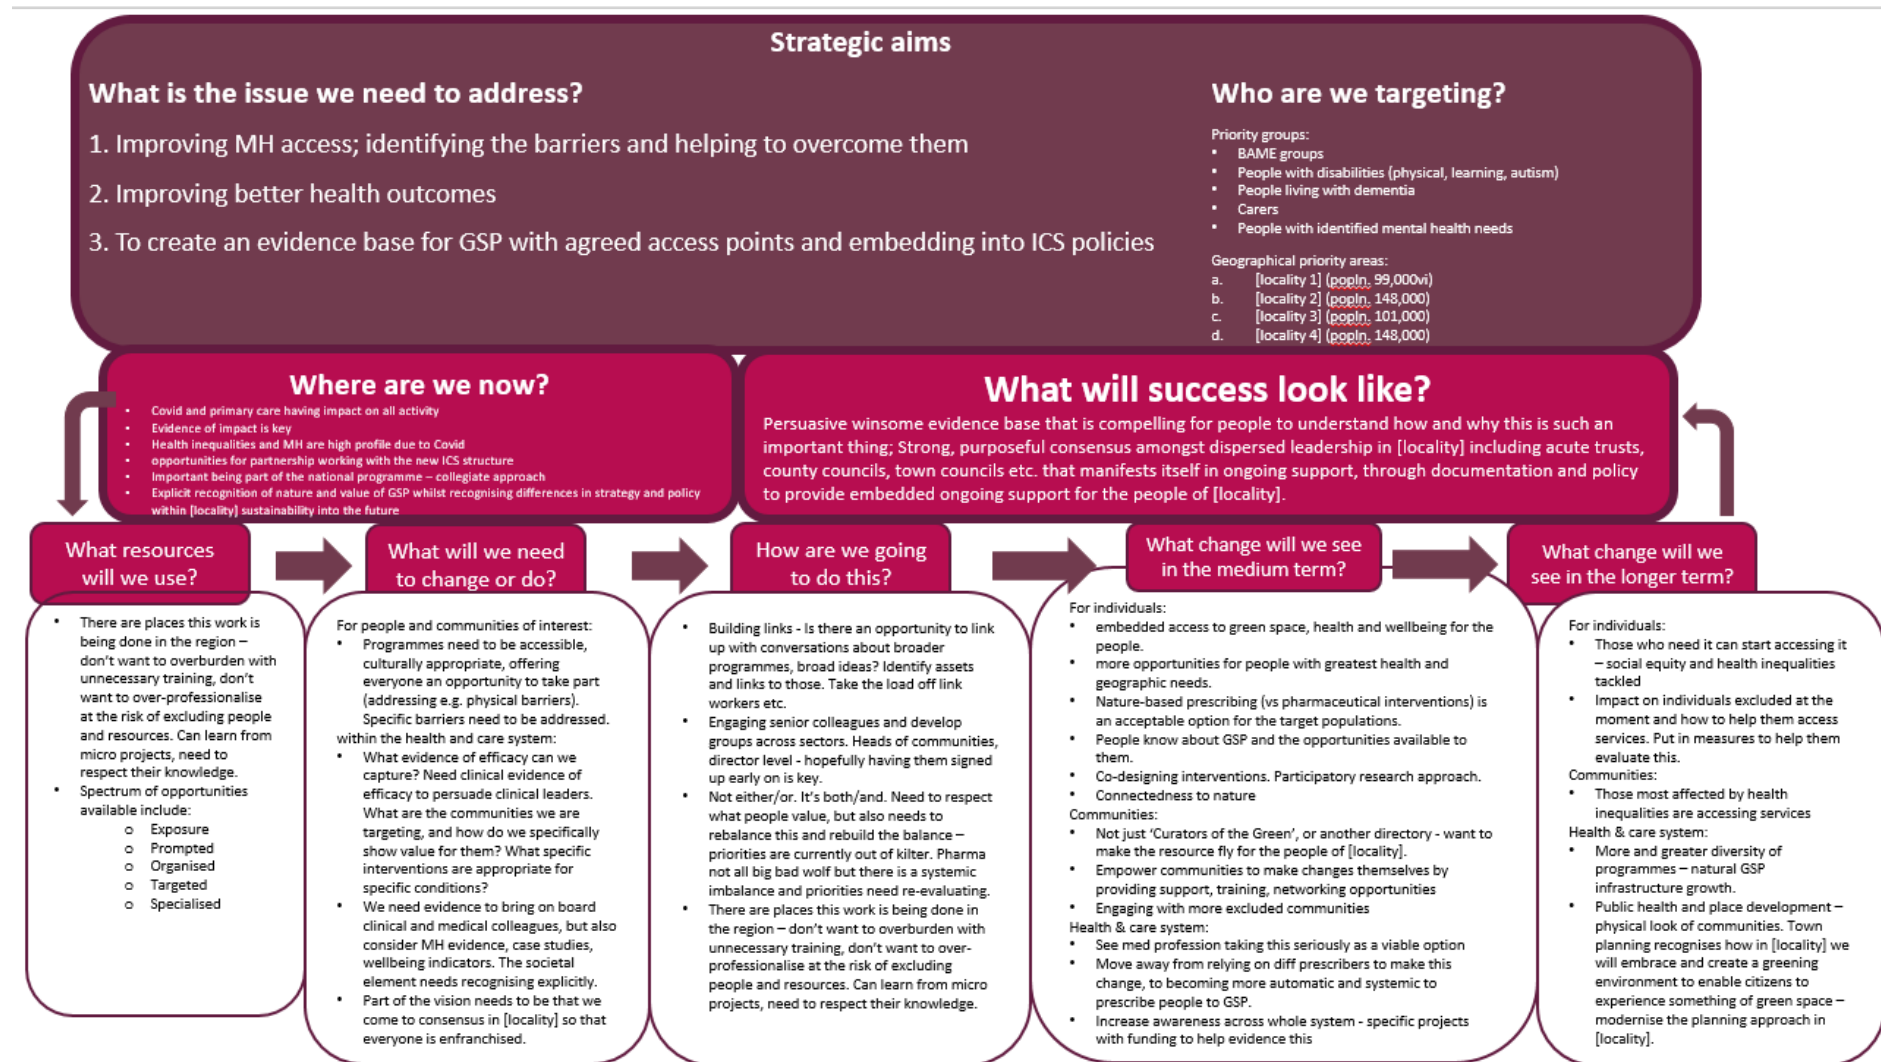 Strategic aims
What is the issue we need to address?
1. Improving MH access; identifying the barriers and helping to overcome them
2. Improving better health outcomes
3. To create an evidence base for GSP with agreed access points and embedding into ICS policies
Who are we targeting?
Priority groups:
• BAME groups
• People with disabilities (physical, learning, autism)
• People living with dementia
• Carers
• People with identified mental health needs
Geographical priority areas:
a. [locality 1] (popln. 99,000vi)
b. [locality 2] (popln. 148,000)
c. [locality 3] (popln. 101,000)
d. [locality 4] (popln. 148,000)
Where are we now?
• Covid and primary care having impact on all activity
• Evidence of impact is key
• Health inequalities and MH are high profile due to Covid
• opportunities for partnership working with the new ICS structure
• Important being part of the national programme – collegiate approach
• Explicit recognition of nature and value of GSP whilst recognising differences in strategy and policy
within [locality] sustainability into the future
What will success look like?
Persuasive winsome evidence base that is compelling for people to understand how and why this is such an
important thing; Strong, purposeful consensus amongst dispersed leadership in [locality] including acute trusts,
county councils, town councils etc. that manifests itself in ongoing support, through documentation and policy
to provide embedded ongoing support for the people of [locality].
What resources
will we use?
• There are places this work is
being done in the region –
don't want to overburden with
unnecessary training, don't
want to over-professionalise
at the risk of excluding people
and resources. Can learn from
micro projects, need to
respect their knowledge.
• Spectrum of opportunities
available include:
o Exposure
o Prompted
o Organised
o Targeted
o Specialised
What will we need
to change or do?
For people and communities of interest:
• Programmes need to be accessible,
culturally appropriate, offering
everyone an opportunity to take part
(addressing e.g. physical barriers).
Specific barriers need to be addressed.
within the health and care system:
• What evidence of efficacy can we
capture? Need clinical evidence of
efficacy to persuade clinical leaders.
What are the communities we are
targeting, and how do we specifically
show value for them? What specific
interventions are appropriate for
specific conditions?
• We need evidence to bring on board
clinical and medical colleagues, but also
consider MH evidence, case studies,
wellbeing indicators. The societal
element needs recognising explicitly.
• Part of the vision needs to be that we
come to consensus in [locality] so that
everyone is enfranchised.
How are we going
to do this?
• Building links - Is there an opportunity to link
up with conversations about broader
programmes, broad ideas? Identify assets
and links to those. Take the load off link
workers etc.
• Engaging senior colleagues and develop
groups across sectors. Heads of communities,
director level - hopefully having them signed
up early on is key.
• Not either/or. It's both/and. Need to respect
what people value, but also needs to
rebalance this and rebuild the balance –
priorities are currently out of kilter. Pharma
not all big bad wolf but there is a systemic
imbalance and priorities need re-evaluating.
• There are places this work is being done in
the region – don't want to overburden with
unnecessary training, don't want to over-
professionalise at the risk of excluding
people and resources. Can learn from micro
projects, need to respect their knowledge.
What change will we see
in the medium term?
For individuals:
• embedded access to green space, health and wellbeing for the
people.
• more opportunities for people with greatest health and
geographic needs.
• Nature-based prescribing (vs pharmaceutical interventions) is
an acceptable option for the target populations.
• People know about GSP and the opportunities available to
them.
• Co-designing interventions. Participatory research approach.
• Connectedness to nature
Communities:
• Not just 'Curators of the Green', or another directory - want to
make the resource fly for the people of [locality].
• Empower communities to make changes themselves by
providing support, training, networking opportunities
• Engaging with more excluded communities
Health & care system:
• See med profession taking this seriously as a viable option
• Move away from relying on diff prescribers to make this
change, to becoming more automatic and systemic to
prescribe people to GSP.
• Increase awareness across whole system - specific projects
with funding to help evidence this
What change will we
see in the longer term?
For individuals:
• Those who need it can start accessing it
– social equity and health inequalities
tackled
• Impact on individuals excluded at the
moment and how to help them access
services. Put in measures to help them
evaluate this.
Communities:
• Those most affected by health
inequalities are accessing services
Health & care system:
• More and greater diversity of
programmes – natural GSP
infrastructure growth.
• Public health and place development –
physical look of communities. Town
planning recognises how in [locality] we
will embrace and create a greening
environment to enable citizens to
experience something of green space –
modernise the planning approach in
[locality].